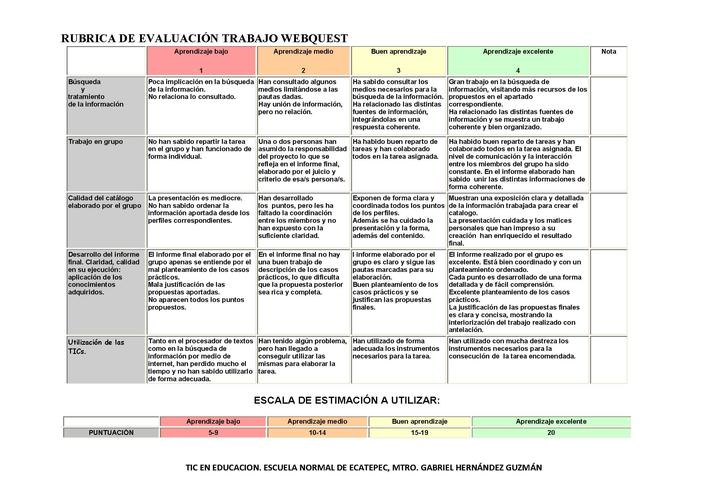 RUBRICA DE EVALUACIÓN TRABAJO WEBQUEST
Aprendizaje bajo
1
Aprendizaje medio
2
Buen aprendizaje
3
Aprendizaje excelente
4
Nota
Búsqueda
y
tratamiento
de la información
Poca implicación en la búsqueda
de la información.
No relaciona lo consultado.
Han consultado algunos
medios limitándose a las
pautas dadas.
Hay unión de información,
pero no relación.
Ha sabido consultar los
medios necesarios para la
búsqueda de la información.
Ha relacionado las distintas
fuentes de información,
integrándolas en una
respuesta coherente.
Gran trabajo en la búsqueda de
información, visitando más recursos de los
propuestos en el apartado
correspondiente.
Ha relacionado las distintas fuentes de
información y se muestra un trabajo
coherente y bien organizado.
Trabajo en grupo
No han sabido repartir la tarea
en el grupo y han funcionado de
forma individual.
Una o dos personas han
asumido la responsabilidad
del proyecto lo que se
refleja en el informe final,
elaborado por el juicio y
criterio de esa/s persona/s.
Ha habido buen reparto de
tareas y han colaborado
todos en la tarea asignada.
Ha habido buen reparto de tareas y han
colaborado todos en la tarea asignada. El
nivel de comunicación y la interacción
entre los miembros del grupo ha sido
constante. En el informe elaborado han
sabido unir las distintas informaciones de
forma coherente.
Calidad del catálogo
elaborado por el grupo
La presentación es mediocre.
No han sabido ordenar la
información aportada desde los
perfiles correspondientes.
Han desarrollado
los puntos, pero les ha
faltado la coordinación
entre los miembros y no
han expuesto con la
suficiente claridad.
Exponen de forma clara y
coordinada todos los puntos
de los perfiles.
Además se ha cuidado la
presentación y la forma,
además del contenido.
Muestran una exposición clara y detallada
de la información trabajada para crear el
catalogo.
La presentación cuidada y los matices
personales que han impreso a su
creación han enriquecido el resultado
final.
Desarrollo del informe
final. Claridad, calidad
en su ejecución:
aplicación de los
conocimientos
adquiridos.
El informe final elaborado por el
grupo apenas se entiende por el
mal planteamiento de los casos
prácticos.
Mala justificación de las
propuestas aportadas.
No aparecen todos los puntos
propuestos.
En el informe final no hay
una buen trabajo de
descripción de los casos
prácticos, lo que dificulta
que la propuesta posterior
sea rica y completa.
l informe elaborado por el
grupo es claro y sigue las
pautas marcadas para su
elaboración.
Buen planteamiento de los
casos prácticos y se
justifican las propuestas
finales.
El informe realizado por el grupo es
excelente. Está bien coordinado y con un
planteamiento ordenado.
Cada punto es desarrollado de una forma
detallada y de fácil comprensión.
Excelente planteamiento de los casos
prácticos.
La justificación de las propuestas finales
es clara y concisa, mostrando la
interiorización del trabajo realizado con
antelación.
Utilización de las
TICs.
Tanto en el procesador de textos
como en la búsqueda de
información por medio de
internet, han perdido mucho el
tiempo y no han sabido utilizarlo
de forma adecuada.
Han tenido algún problema,
pero han llegado a
conseguir utilizar las
mismas para elaborar la
tarea.
Han utilizado de forma
adecuada los instrumentos
necesarios para la tarea.
Han utilizado con mucha destreza los
instrumentos necesarios para la
consecución de la tarea encomendada.
ESCALA DE ESTIMACIÓN A UTILIZAR:
Aprendizaje bajo
Aprendizaje medio
Buen aprendizaje
Aprendizaje excelente
PUNTUACIÓN
5-9
10-14
15-19
20
TIC EN EDUCACION. ESCUELA NORMAL DE ECATEPEC, MTRO. GABRIEL HERNÁNDEZ GUZMÁN